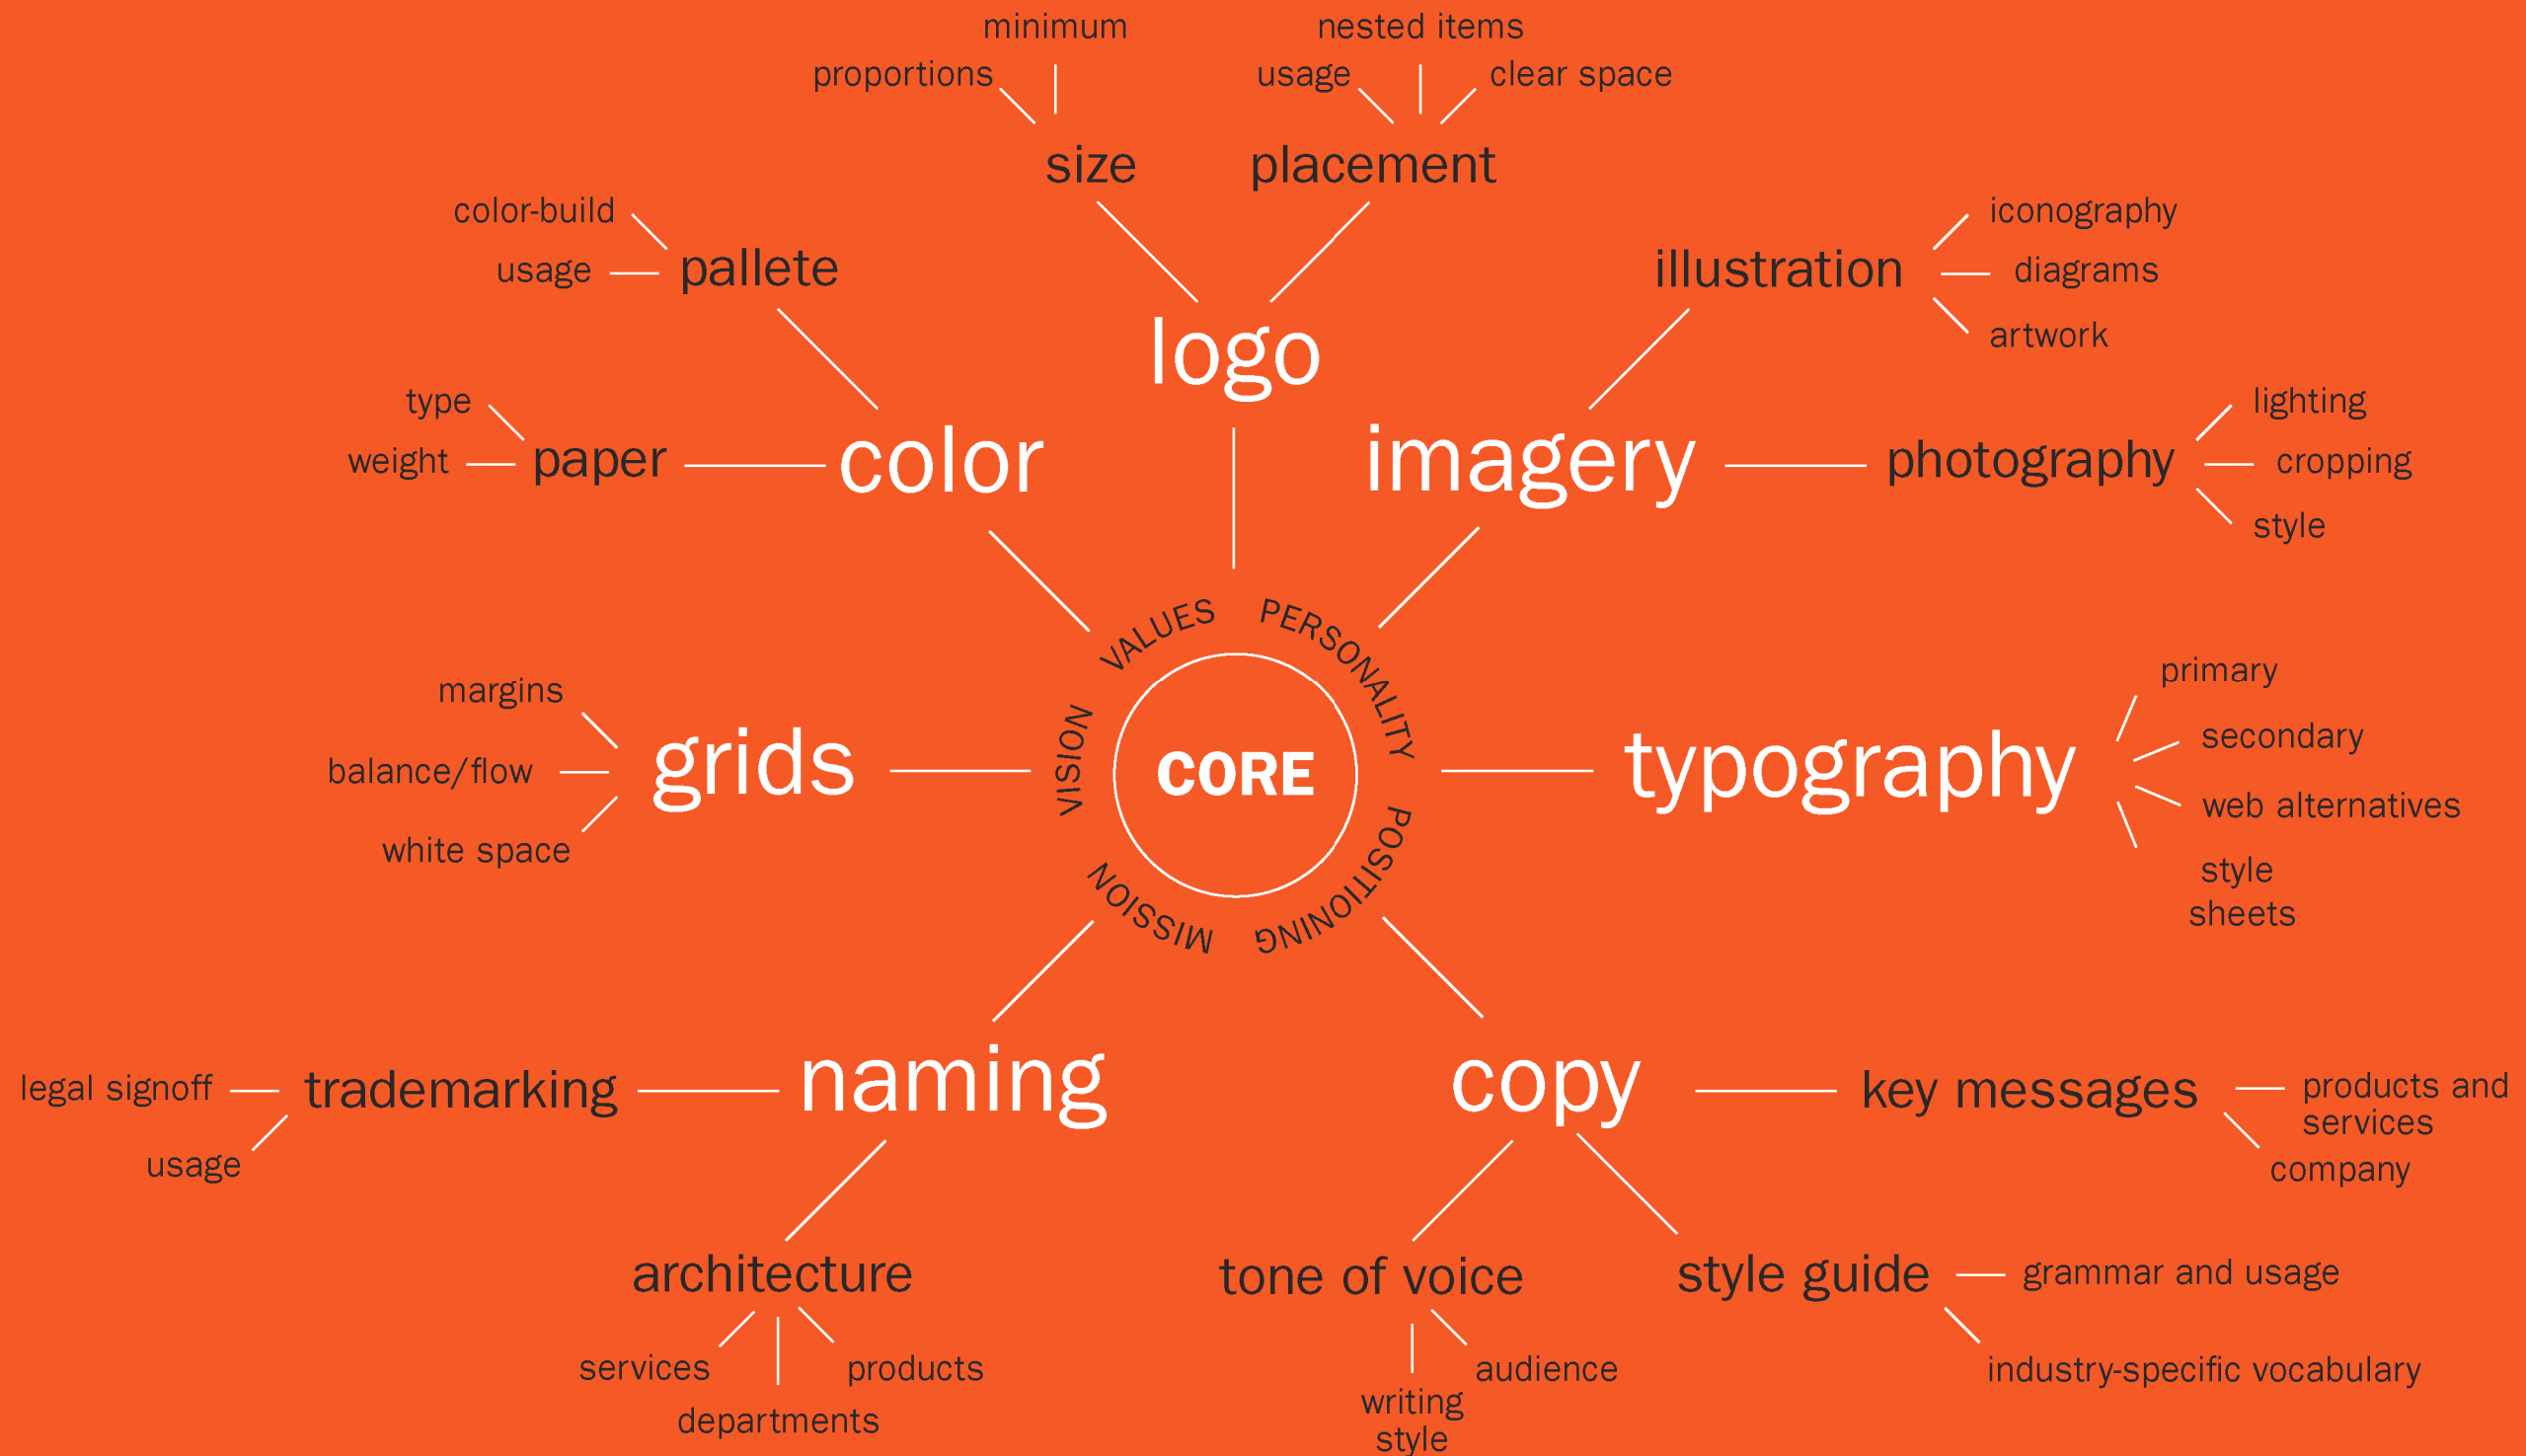 minimum
nested items
proportions
usage
clear space
size
placement
color-build
iconography
usage
pallete
illustration
diagrams
artwork
logo
type
lighting
weight
paper
color
imagery
photography
cropping
style
VALUES
PERSONALITY
VISION
CORE
POSITIONING
MISSION
margins
balance/flow
white space
grids
typography
primary
secondary
web alternatives
style
sheets
legal signoff
trademarking
naming
usage
copy
key messages
products and
services
company
architecture
services
products
departments
tone of voice
audience
writing
style
style guide
grammar and usage
industry-specific vocabulary